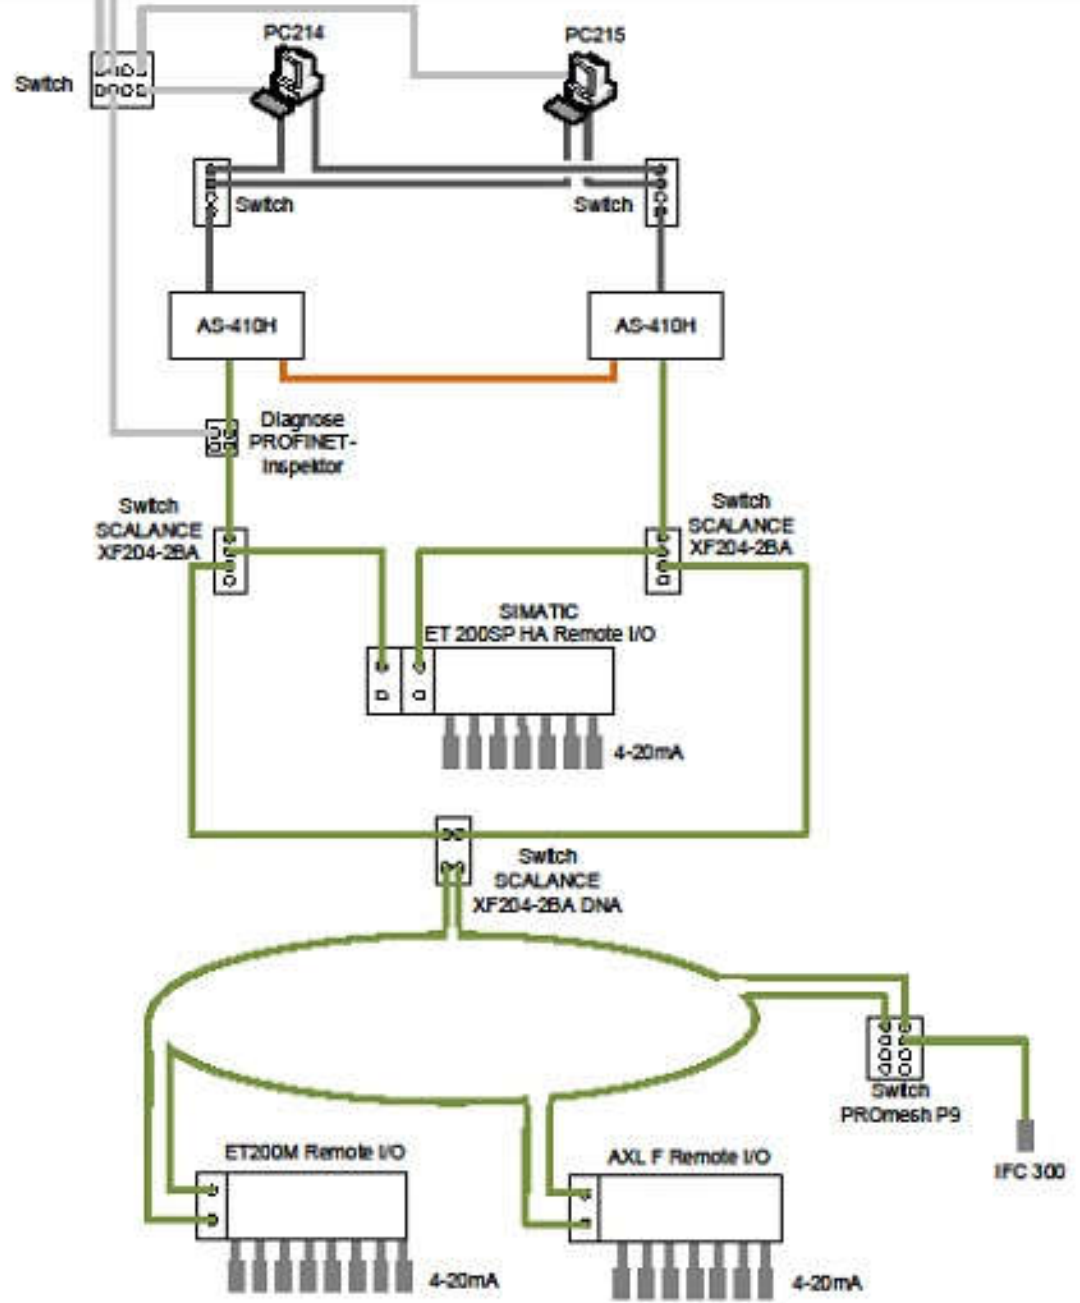 PC214
PC215
Switch
Switch
Switch
AS-410H
AS-410H
Diagnose
PROFINET-
Inspektor
Switch
SCALANCE
XF204-2BA
Switch
SCALANCE
XF204-2BA
SIMATIC
ET 200SP HA Remote I/O
4-20mA
Switch
SCALANCE
XF204-2BA DNA
Switch
PROmesh P9
IFC 300
ET200M Remote I/O
AXL F Remote I/O
4-20mA
4-20mA